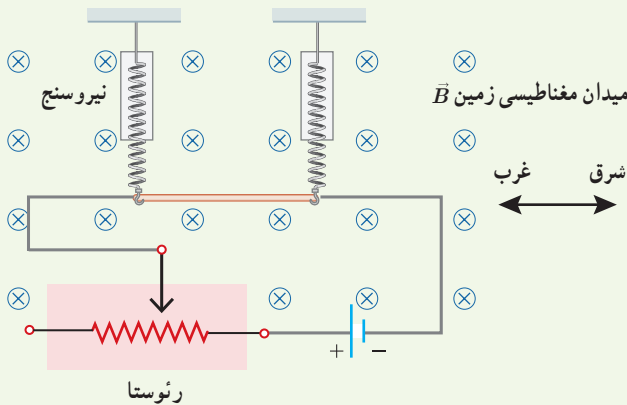 نیروسنج
میدان مغناطیسی زمین B⃗
غرب
شرق
+
−
رئوستا